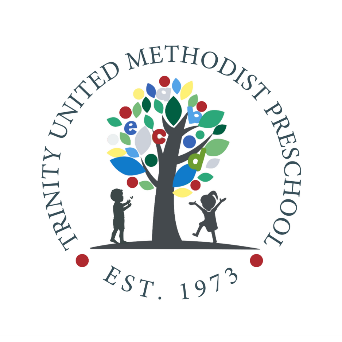 TRINITY UNITED METHODIST PRESCHOOL
a
b
e
c
d
EST. 1973